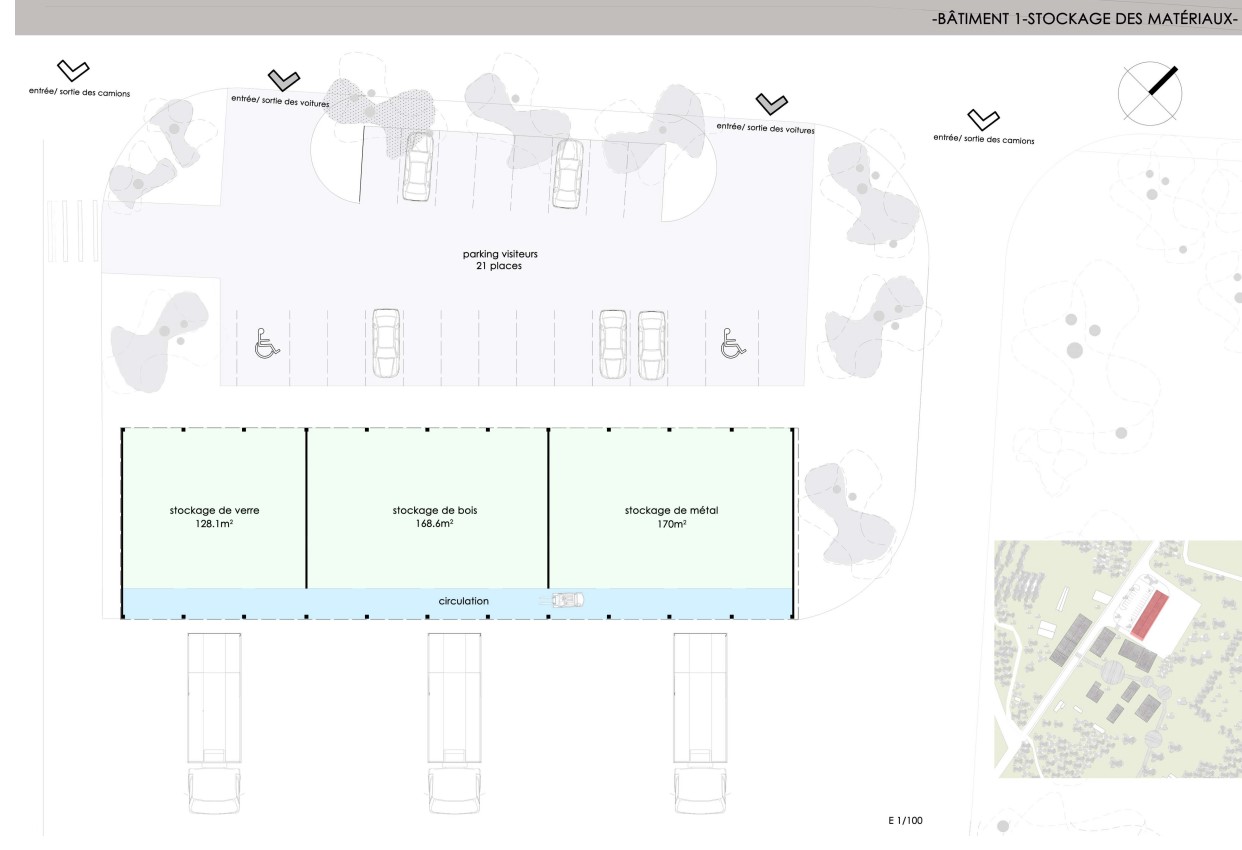 -BÂTIMENT 1-STOCKAGE DES MATÉRIAUX-
entrée/ sortie des camions
entrée/ sortie des voitures
entrée/ sortie des voitures
entrée/ sortie des camions
parking visiteurs
21 places
stockage de verre
128.1m²
stockage de bois
168.6m²
stockage de métal
170m²
circulation
E 1/100